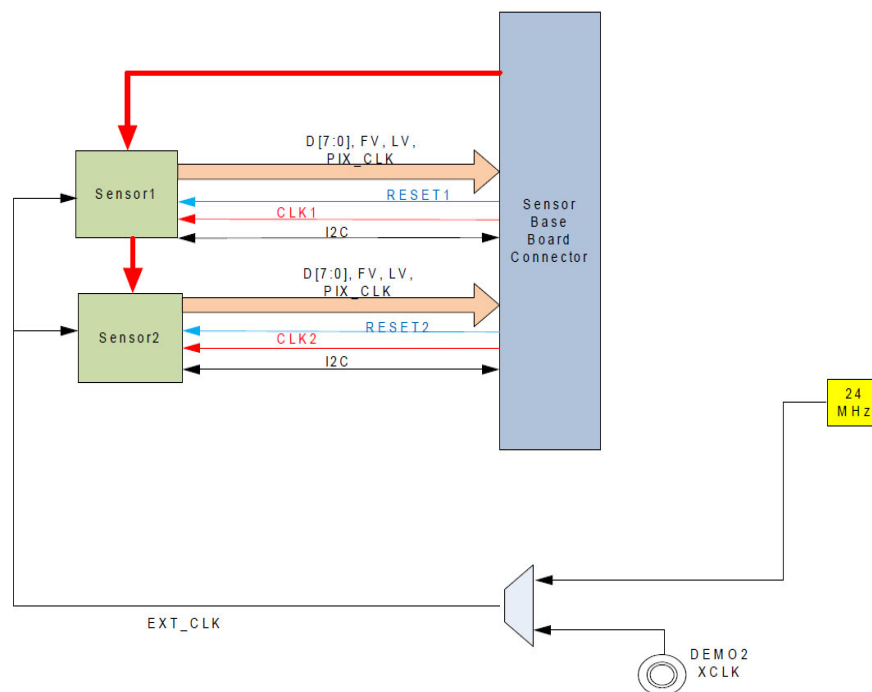 D[7:0], FV, LV,
PIX_CLK
Sensor1
RESET1
CLK1
I2C
Sensor
Base
Board
Connector
D[7:0], FV, LV,
PIX_CLK
Sensor2
RESET2
CLK2
I2C
24
MHz
EXT_CLK
DEMO2
XCLK